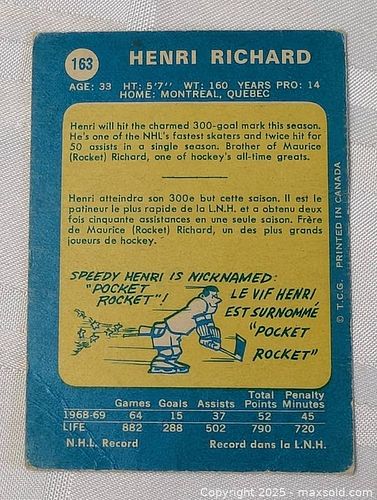 163
HENRI RICHARD
AGE: 33 HT: 5'7'' WT: 160 YEARS PRO: 14
HOME: MONTREAL, QUEBEC
Henri will hit the charmed 300-goal mark this season.
He's one of the NHL's fastest skaters and twice hit for
50 assists in a single season. Brother of Maurice
(Rocket) Richard, one of hockey's all-time greats.
Henri atteindra son 300e but cette saison. Il est le
patineur le plus rapide de la L.N.H. et a obtenu deux
fois cinquante assistances en une seule saison. Frère
de Maurice (Rocket) Richard, un des plus grands
joueurs de hockey.
SPEEDY HENRI IS NICKNAMED:
"POCKET
ROCKET"!
LE VIF HENRI
EST SURNOMMÉ
"POCKET
ROCKET"
© T.C.G. PRINTED IN CANADA
Games Goals Assists Total Points Penalty Minutes
1968-69 64 15 37 52 45
LIFE 882 288 502 790 720
N.H.L. Record Record dans la L.N.H.
Copyright 2025 - maxsold.com